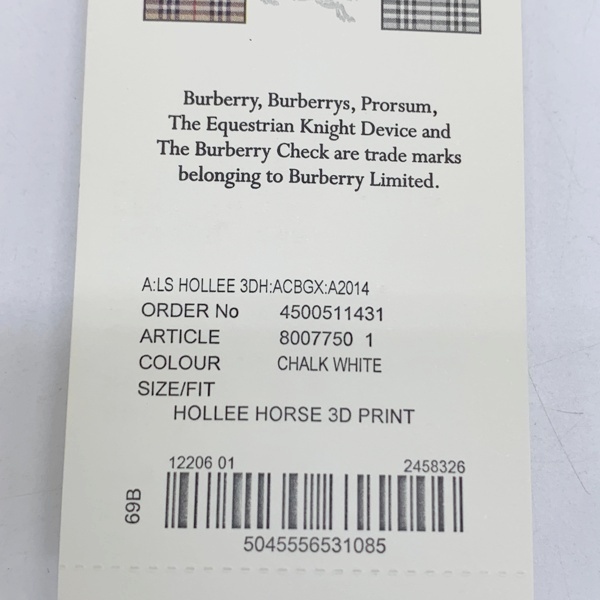 Burberry, Burberrys, Prorsum,
The Equestrian Knight Device and
The Burberry Check are trade marks
belonging to Burberry Limited.
A:LS HOLLEE 3DH:ACBGX:A2014
ORDER No 4500511431
ARTICLE 8007750 1
COLOUR CHALK WHITE
SIZE/FIT
HOLLEE HORSE 3D PRINT
12206 01 2458326
69B
5045556531085